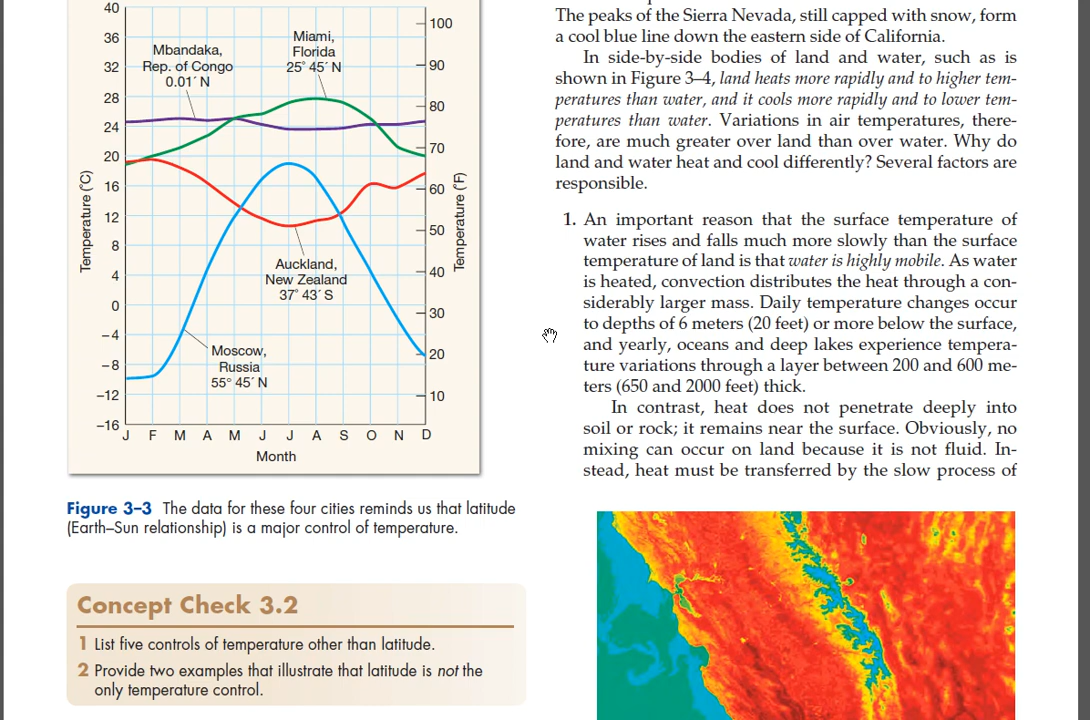 40
36
32
28
24
20
16
12
8
4
0
−4
−8
−12
−16
Temperature (°C)
100
90
80
70
60
50
40
30
20
10
Temperature (°F)
Mbandaka,
Rep. of Congo
0.01´ N
Miami,
Florida
25° 45´ N
Auckland,
New Zealand
37° 43´ S
Moscow,
Russia
55° 45´ N
J F M A M J J A S O N D
Month
Figure 3–3 The data for these four cities reminds us that latitude
(Earth–Sun relationship) is a major control of temperature.
Concept Check 3.2
1 List five controls of temperature other than latitude.
2 Provide two examples that illustrate that latitude is not the
only temperature control.
The peaks of the Sierra Nevada, still capped with snow, form
a cool blue line down the eastern side of California.
In side-by-side bodies of land and water, such as is
shown in Figure 3–4, land heats more rapidly and to higher tem-
peratures than water, and it cools more rapidly and to lower tem-
peratures than water. Variations in air temperatures, there-
fore, are much greater over land than over water. Why do
land and water heat and cool differently? Several factors are
responsible.
1. An important reason that the surface temperature of
water rises and falls much more slowly than the surface
temperature of land is that water is highly mobile. As water
is heated, convection distributes the heat through a con-
siderably larger mass. Daily temperature changes occur
to depths of 6 meters (20 feet) or more below the surface,
and yearly, oceans and deep lakes experience tempera-
ture variations through a layer between 200 and 600 me-
ters (650 and 2000 feet) thick.
In contrast, heat does not penetrate deeply into
soil or rock; it remains near the surface. Obviously, no
mixing can occur on land because it is not fluid. In-
stead, heat must be transferred by the slow process of